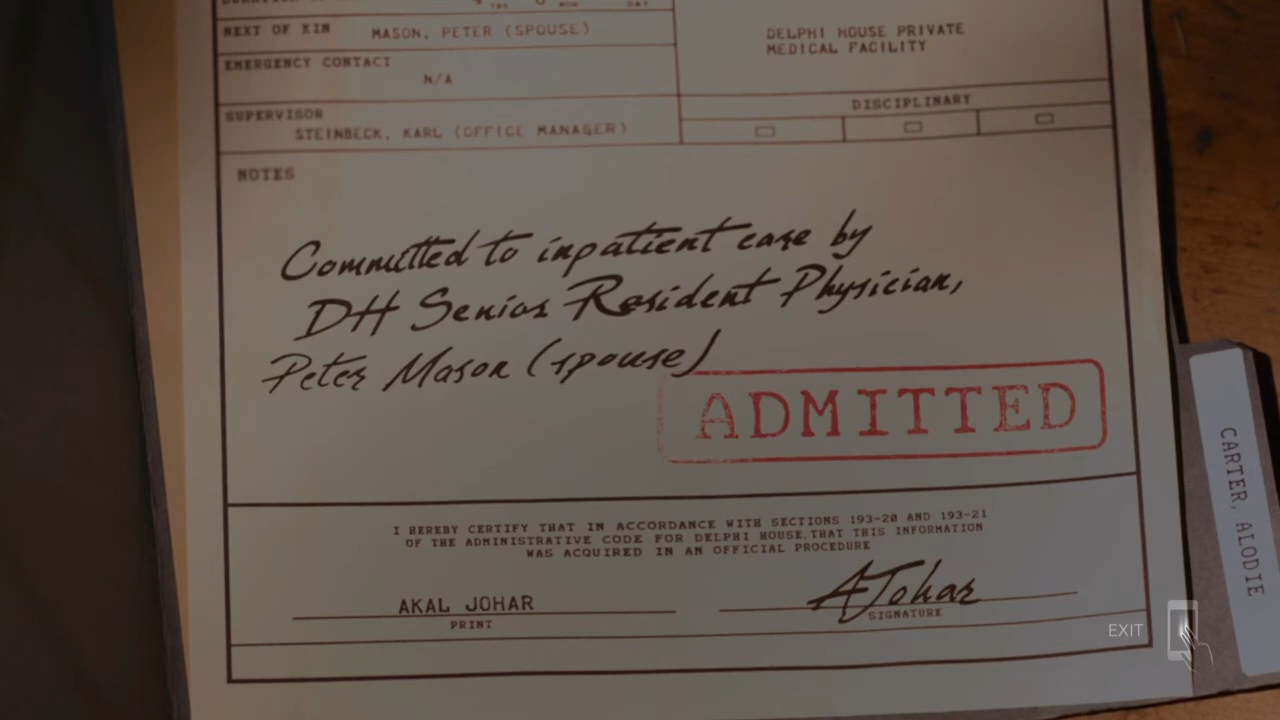 NEXT OF KIN MASON, PETER (SPOUSE)
DELPHI HOUSE PRIVATE
MEDICAL FACILITY
EMERGENCY CONTACT
N/A
DISCIPLINARY
SUPERVISOR
STEINBECK, KARL (OFFICE MANAGER)
NOTES
Committed to inpatient care by
DH Senior Resident Physician,
Peter Mason (spouse)
ADMITTED
I HEREBY CERTIFY THAT IN ACCORDANCE WITH SECTIONS 193-20 AND 193-21
OF THE ADMINISTRATIVE CODE FOR DELPHI HOUSE, THAT THIS INFORMATION
WAS ACQUIRED IN AN OFFICIAL PROCEDURE
AKAL JOHAR
PRINT
AJohar
SIGNATURE
CARTER, ALODIE
EXIT